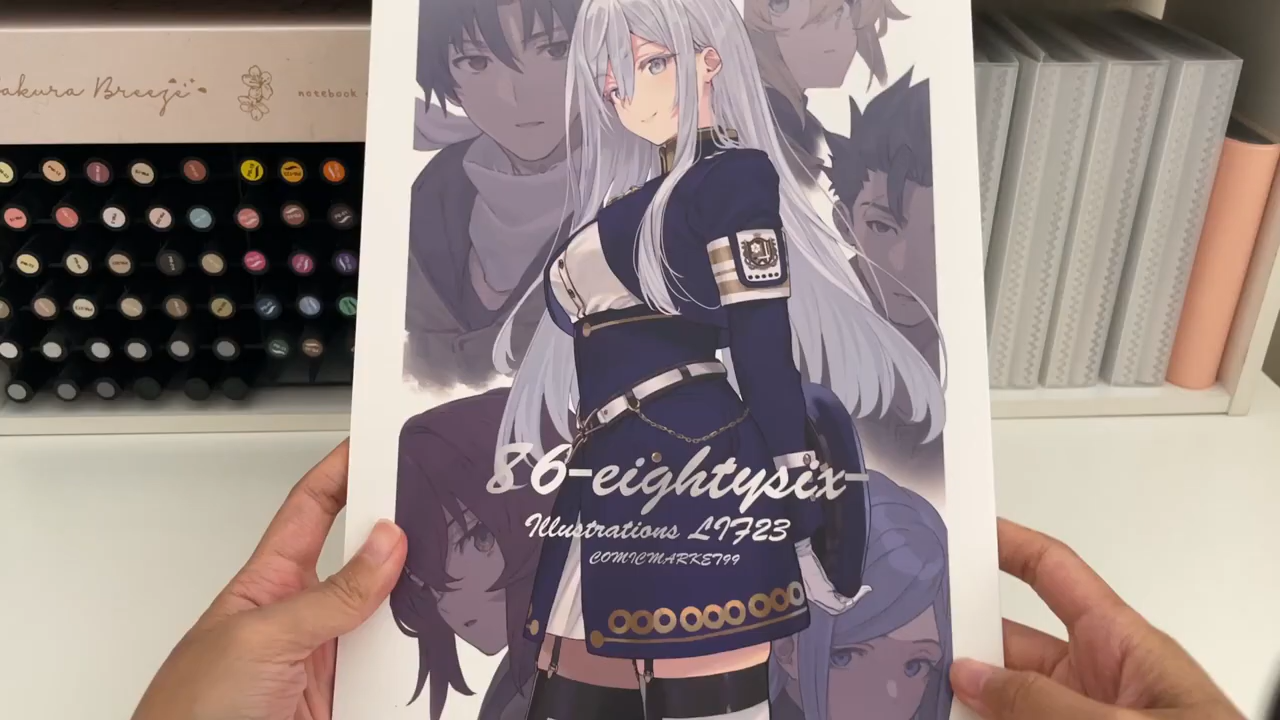 akura Breeze
notebook
86-eightysix-
Illustrations LIF23
COMICMARKET99